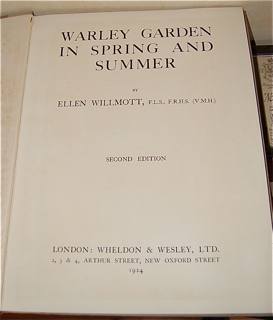 WARLEY GARDEN
IN SPRING AND
SUMMER
BY
ELLEN WILLMOTT, F.L.S., F.R.H.S. (V.M.H.)
SECOND EDITION
LONDON: WHELDON & WESLEY, LTD.
2, 3 & 4, ARTHUR STREET, NEW OXFORD STREET
1924